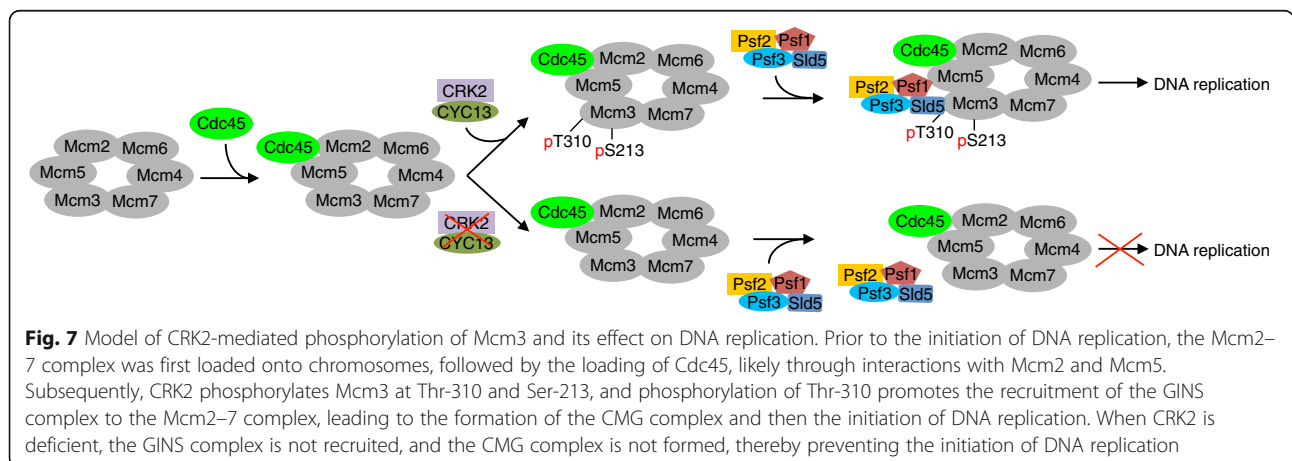 Cdc45
Mcm2
Mcm6
Mcm5
Mcm4
Mcm3
Mcm7
Cdc45
Mcm2
Mcm6
Mcm5
Mcm4
Mcm3
Mcm7
CRK2
CYC13
CRK2
CYC13
Cdc45
Mcm2
Mcm6
Mcm5
Mcm4
Mcm3
Mcm7
pT310
pS213
Psf2
Psf1
Psf3
Sld5
Cdc45
Mcm2
Mcm6
Mcm5
Mcm4
Psf2
Psf1
Psf3
Sld5
Mcm3
Mcm7
pT310
pS213
DNA replication
Cdc45
Mcm2
Mcm6
Mcm5
Mcm4
Mcm3
Mcm7
Psf2
Psf1
Psf3
Sld5
Cdc45
Mcm2
Mcm6
Mcm5
Mcm4
Mcm3
Mcm7
Psf2
Psf1
Psf3
Sld5
DNA replication
Fig. 7 Model of CRK2-mediated phosphorylation of Mcm3 and its effect on DNA replication. Prior to the initiation of DNA replication, the Mcm2–
7 complex was first loaded onto chromosomes, followed by the loading of Cdc45, likely through interactions with Mcm2 and Mcm5.
Subsequently, CRK2 phosphorylates Mcm3 at Thr-310 and Ser-213, and phosphorylation of Thr-310 promotes the recruitment of the GINS
complex to the Mcm2–7 complex, leading to the formation of the CMG complex and then the initiation of DNA replication. When CRK2 is
deficient, the GINS complex is not recruited, and the CMG complex is not formed, thereby preventing the initiation of DNA replication